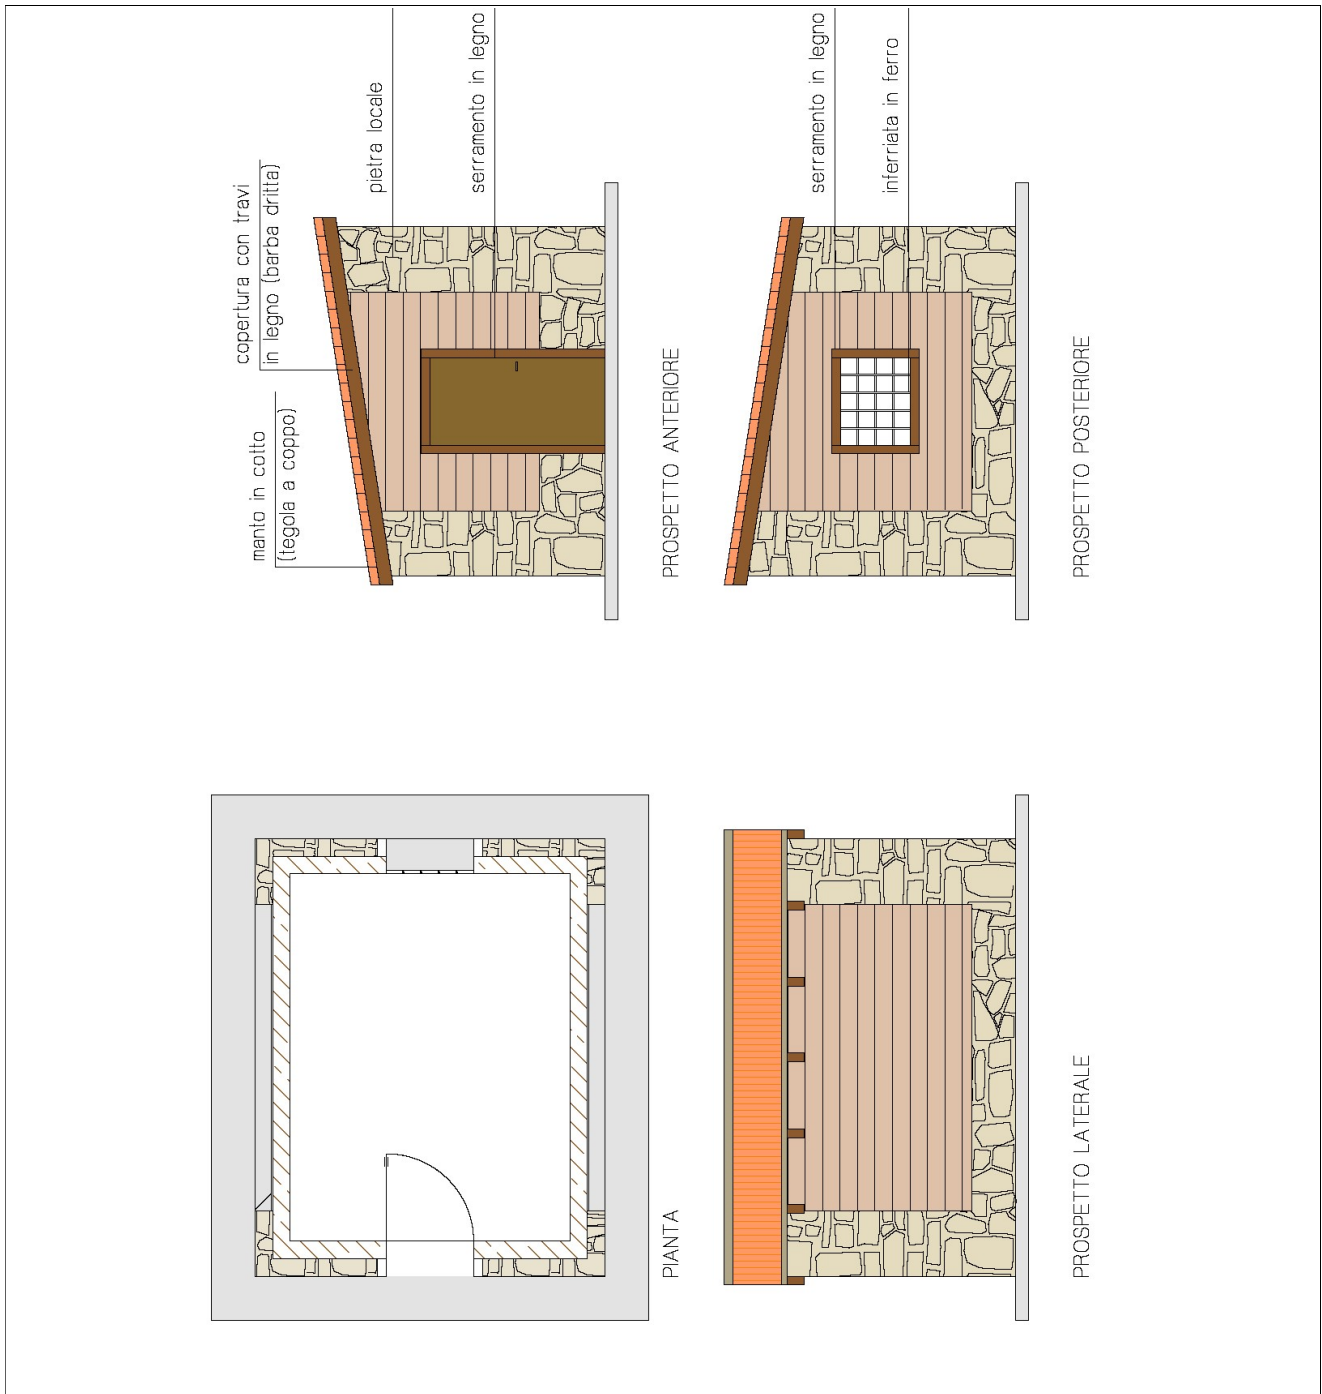 copertura con travi
in legno (barba dritta)
manto in cotto
(tegola a coppo)
pietra locale
serramento in legno
PROSPETTO ANTERIORE
serramento in legno
inferriata in ferro
PROSPETTO POSTERIORE
PIANTA
PROSPETTO LATERALE